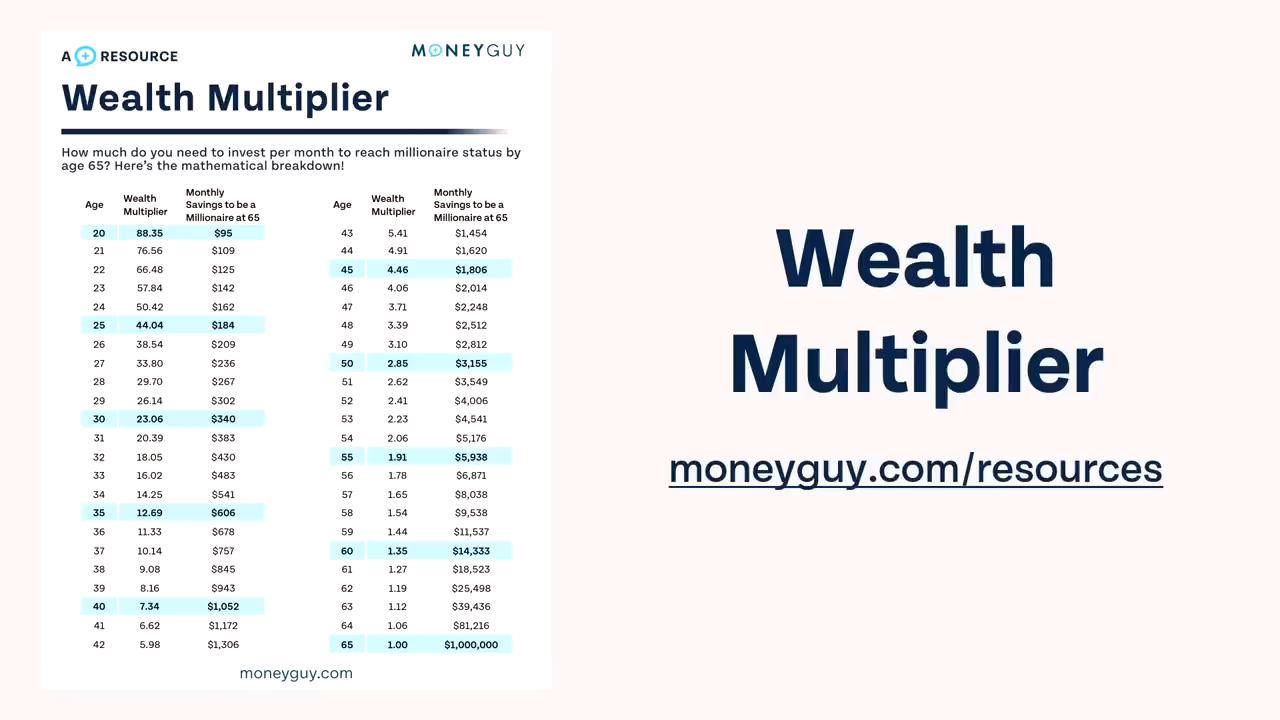 A RESOURCE
MONEYGUY
Wealth Multiplier
How much do you need to invest per month to reach millionaire status by
age 65? Here's the mathematical breakdown!
Age Wealth Multiplier Monthly Savings to be a Millionaire at 65
20 88.35 $95
21 76.56 $109
22 66.48 $125
23 57.84 $142
24 50.42 $162
25 44.04 $184
26 38.54 $209
27 33.80 $236
28 29.70 $267
29 26.14 $302
30 23.06 $340
31 20.39 $383
32 18.05 $430
33 16.02 $483
34 14.25 $541
35 12.69 $606
36 11.33 $678
37 10.14 $757
38 9.08 $845
39 8.16 $943
40 7.34 $1,052
41 6.62 $1,172
42 5.98 $1,306
Age Wealth Multiplier Monthly Savings to be a Millionaire at 65
43 5.41 $1,454
44 4.91 $1,620
45 4.46 $1,806
46 4.06 $2,014
47 3.71 $2,248
48 3.39 $2,512
49 3.10 $2,812
50 2.85 $3,155
51 2.62 $3,549
52 2.41 $4,006
53 2.23 $4,541
54 2.06 $5,176
55 1.91 $5,938
56 1.78 $6,871
57 1.65 $8,038
58 1.54 $9,538
59 1.44 $11,537
60 1.35 $14,333
61 1.27 $18,523
62 1.19 $25,498
63 1.12 $39,436
64 1.06 $81,216
65 1.00 $1,000,000
moneyguy.com
Wealth
Multiplier
moneyguy.com/resources